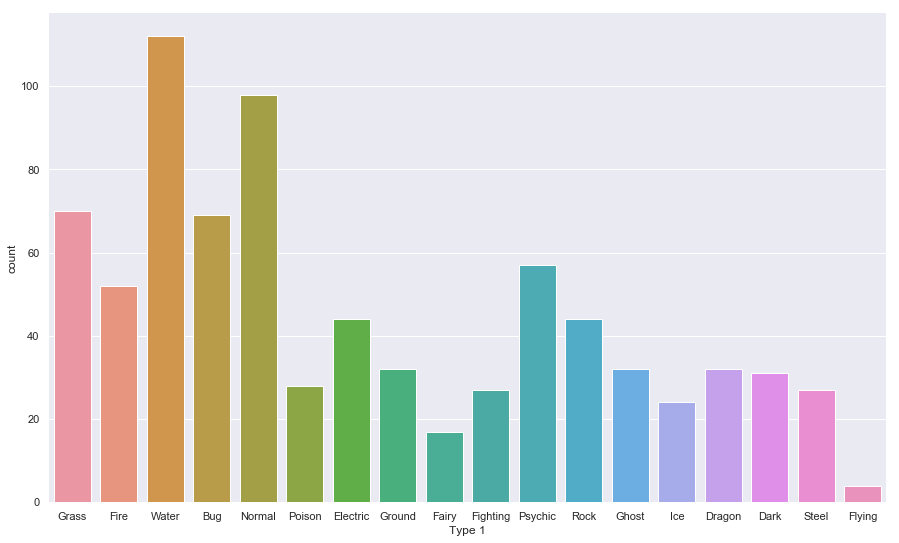 count
100
80
60
40
20
0
Grass Fire Water Bug Normal Poison Electric Ground Fairy Fighting Psychic Rock Ghost Ice Dragon Dark Steel Flying
Type 1